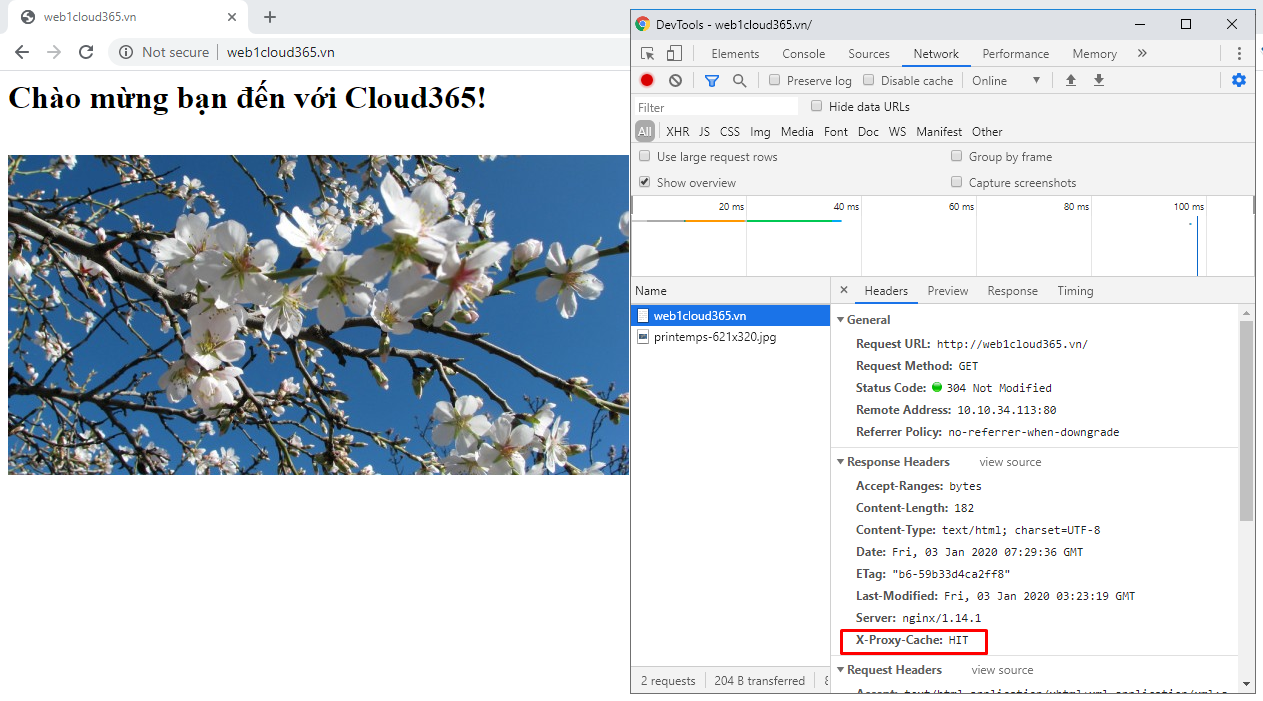 web1cloud365.vn
Not secure
web1cloud365.vn
Chào mừng bạn đến với Cloud365!
DevTools - web1cloud365.vn/
Elements Console Sources Network Performance Memory
Preserve log Disable cache Online
Filter Hide data URLs
All XHR JS CSS Img Media Font Doc WS Manifest Other
Use large request rows Group by frame
Show overview Capture screenshots
20 ms 40 ms 60 ms 80 ms 100 ms
Name
web1cloud365.vn
printemps-621x320.jpg
2 requests 204 B transferred
Headers Preview Response Timing
General
Request URL: http://web1cloud365.vn/
Request Method: GET
Status Code: 304 Not Modified
Remote Address: 10.10.34.113:80
Referrer Policy: no-referrer-when-downgrade
Response Headers view source
Accept-Ranges: bytes
Content-Length: 182
Content-Type: text/html; charset=UTF-8
Date: Fri, 03 Jan 2020 07:29:36 GMT
ETag: "b6-59b33d4ca2ff8"
Last-Modified: Fri, 03 Jan 2020 03:23:19 GMT
Server: nginx/1.14.1
X-Proxy-Cache: HIT
Request Headers view source